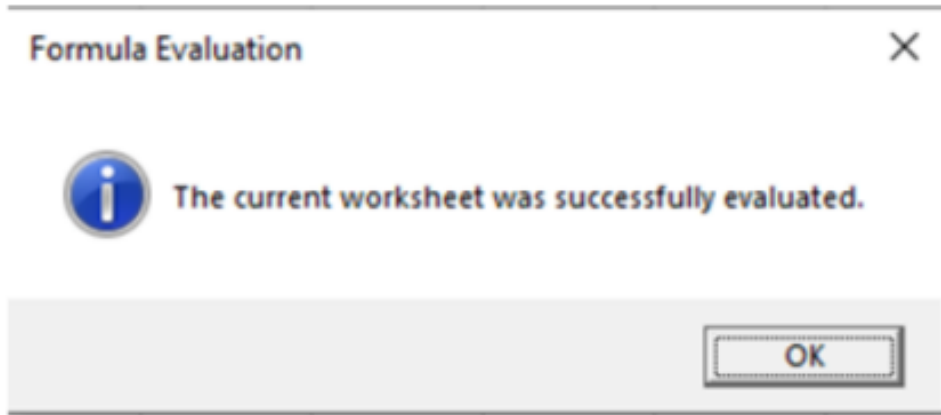 Formula Evaluation
The current worksheet was successfully evaluated.
OK